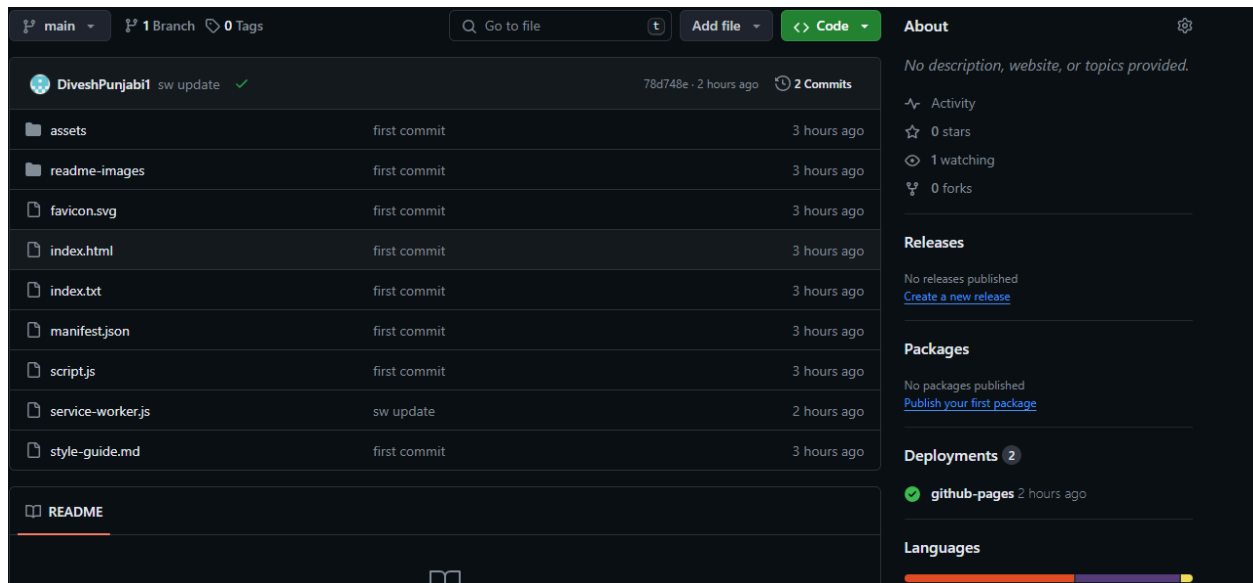 main 1 Branch 0 Tags Go to file t Add file Code
DiveshPunjabi1 sw update 78d748e · 2 hours ago 2 Commits
assets first commit 3 hours ago
readme-images first commit 3 hours ago
favicon.svg first commit 3 hours ago
index.html first commit 3 hours ago
index.txt first commit 3 hours ago
manifest.json first commit 3 hours ago
script.js first commit 3 hours ago
service-worker.js sw update 2 hours ago
style-guide.md first commit 3 hours ago
README
About
No description, website, or topics provided.
Activity
0 stars
1 watching
0 forks
Releases
No releases published
Create a new release
Packages
No packages published
Publish your first package
Deployments 2
github-pages 2 hours ago
Languages